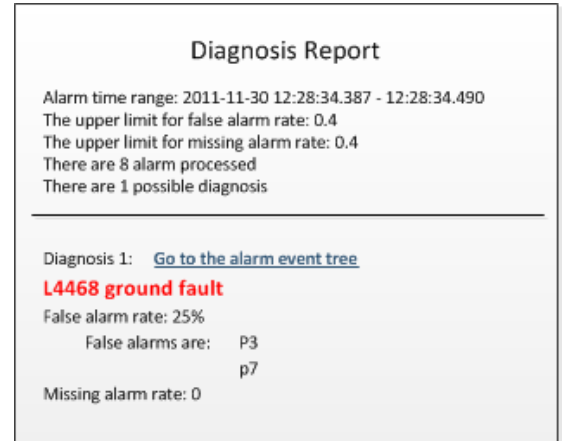 Diagnosis Report
Alarm time range: 2011-11-30 12:28:34.387 - 12:28:34.490
The upper limit for false alarm rate: 0.4
The upper limit for missing alarm rate: 0.4
There are 8 alarm processed
There are 1 possible diagnosis
Diagnosis 1: Go to the alarm event tree
L4468 ground fault
False alarm rate: 25%
False alarms are: P3
p7
Missing alarm rate: 0